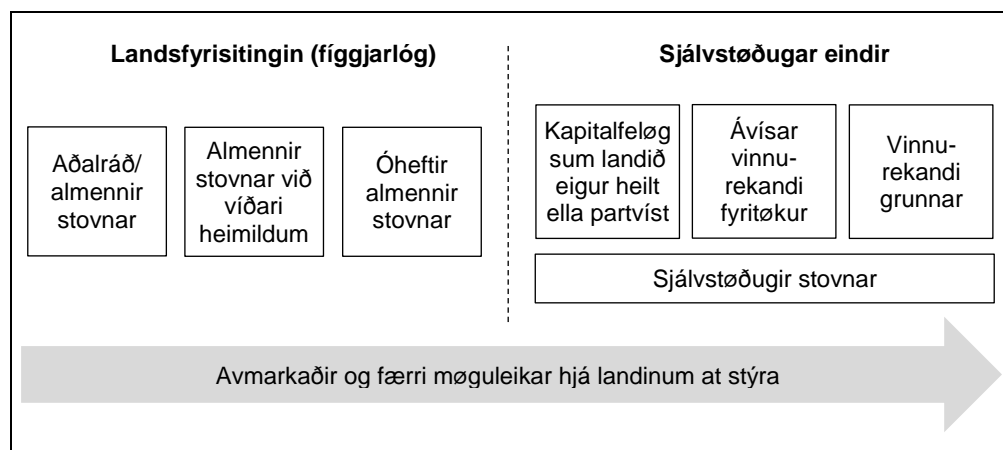 Landsfyrisitingin (fíggjarlóg)
Aðalráð/
almennir
stovnar
Almennir
stovnar við
víðari
heimildum
Óheftir
almennir
stovnar
Sjálvstøðugar eindir
Kapitalfeløg
sum landið
eigur heilt
ella partvíst
Ávísar
vinnu-
rekandi
fyritøkur
Vinnu-
rekandi
grunnar
Sjálvstøðugir stovnar
Avmarkaðir og færri møguleikar hjá landinum at stýra